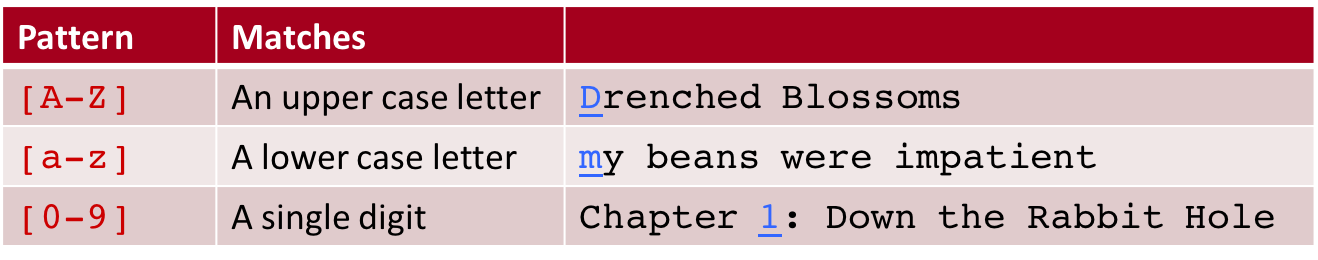 Pattern Matches
[A-Z] An upper case letter Drenched Blossoms
[a-z] A lower case letter my beans were impatient
[0-9] A single digit Chapter 1: Down the Rabbit Hole